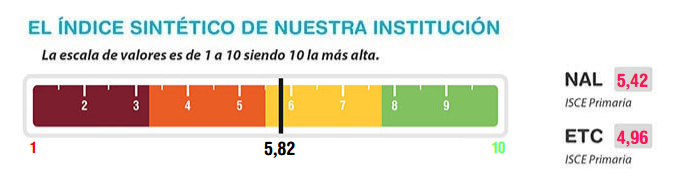 EL ÍNDICE SINTÉTICO DE NUESTRA INSTITUCIÓN
La escala de valores es de 1 a 10 siendo 10 la más alta.
2 3 4 5 6 7 8 9
1 5,82 10
NAL 5,42
ISCE Primaria
ETC 4,96
ISCE Primaria